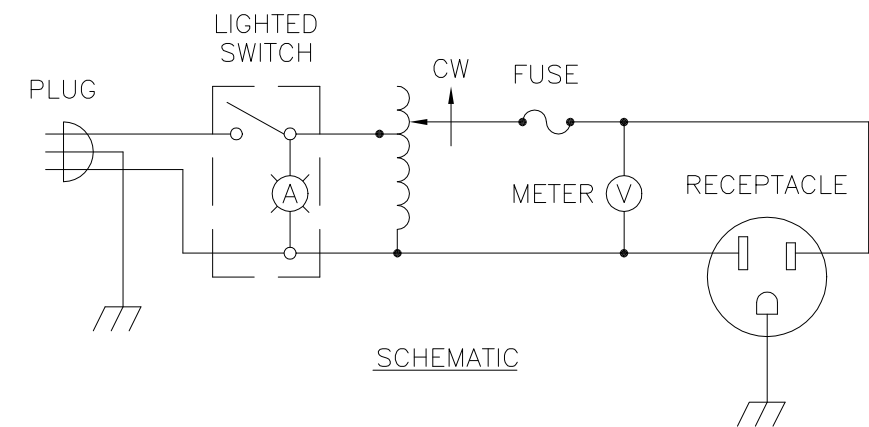 LIGHTED
SWITCH
PLUG
CW
FUSE
A
METER
V
RECEPTACLE
SCHEMATIC